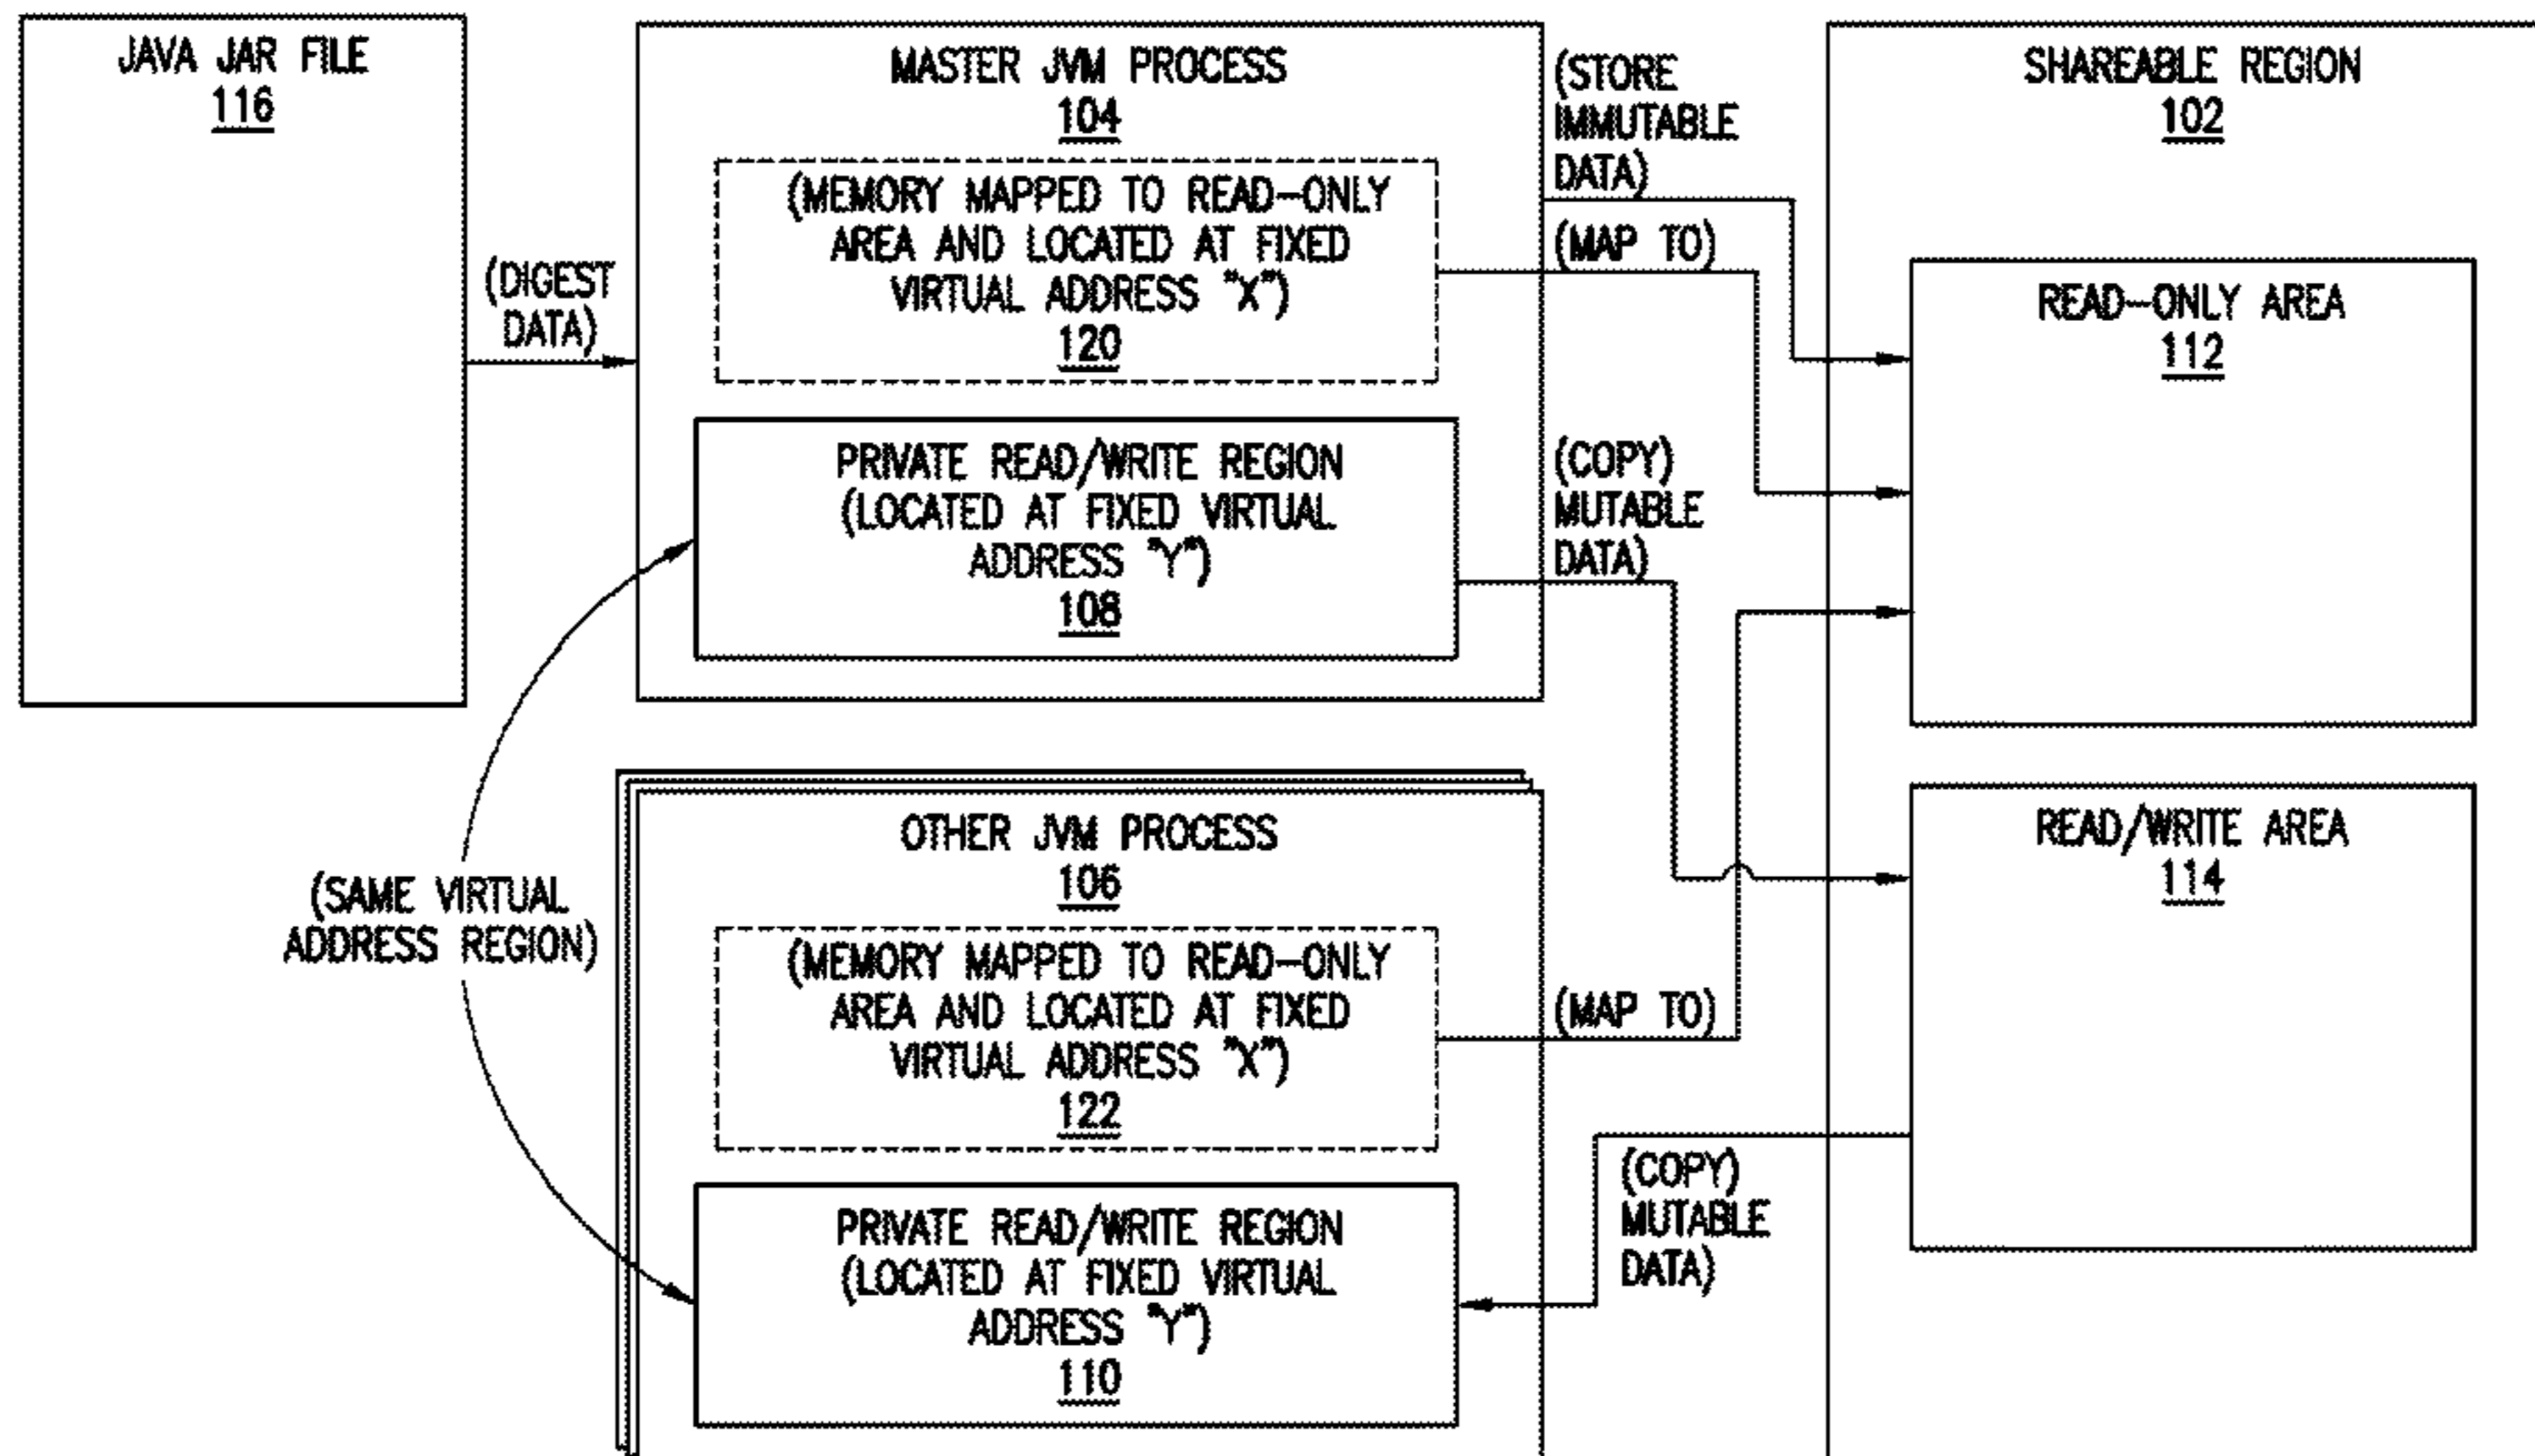 JAVA JAR FILE
116
(DIGEST
DATA)
MASTER JVM PROCESS
104
(MEMORY MAPPED TO READ-ONLY
AREA AND LOCATED AT FIXED
VIRTUAL ADDRESS "X")
120
PRIVATE READ/WRITE REGION
(LOCATED AT FIXED VIRTUAL
ADDRESS "Y")
108
(STORE
IMMUTABLE
DATA)
(MAP TO)
(COPY)
MUTABLE
DATA)
SHAREABLE REGION
102
READ-ONLY AREA
112
(SAME VIRTUAL
ADDRESS REGION)
OTHER JVM PROCESS
106
(MEMORY MAPPED TO READ-ONLY
AREA AND LOCATED AT FIXED
VIRTUAL ADDRESS "X")
122
PRIVATE READ/WRITE REGION
(LOCATED AT FIXED VIRTUAL
ADDRESS "Y")
110
(MAP TO)
(COPY)
MUTABLE
DATA)
READ/WRITE AREA
114